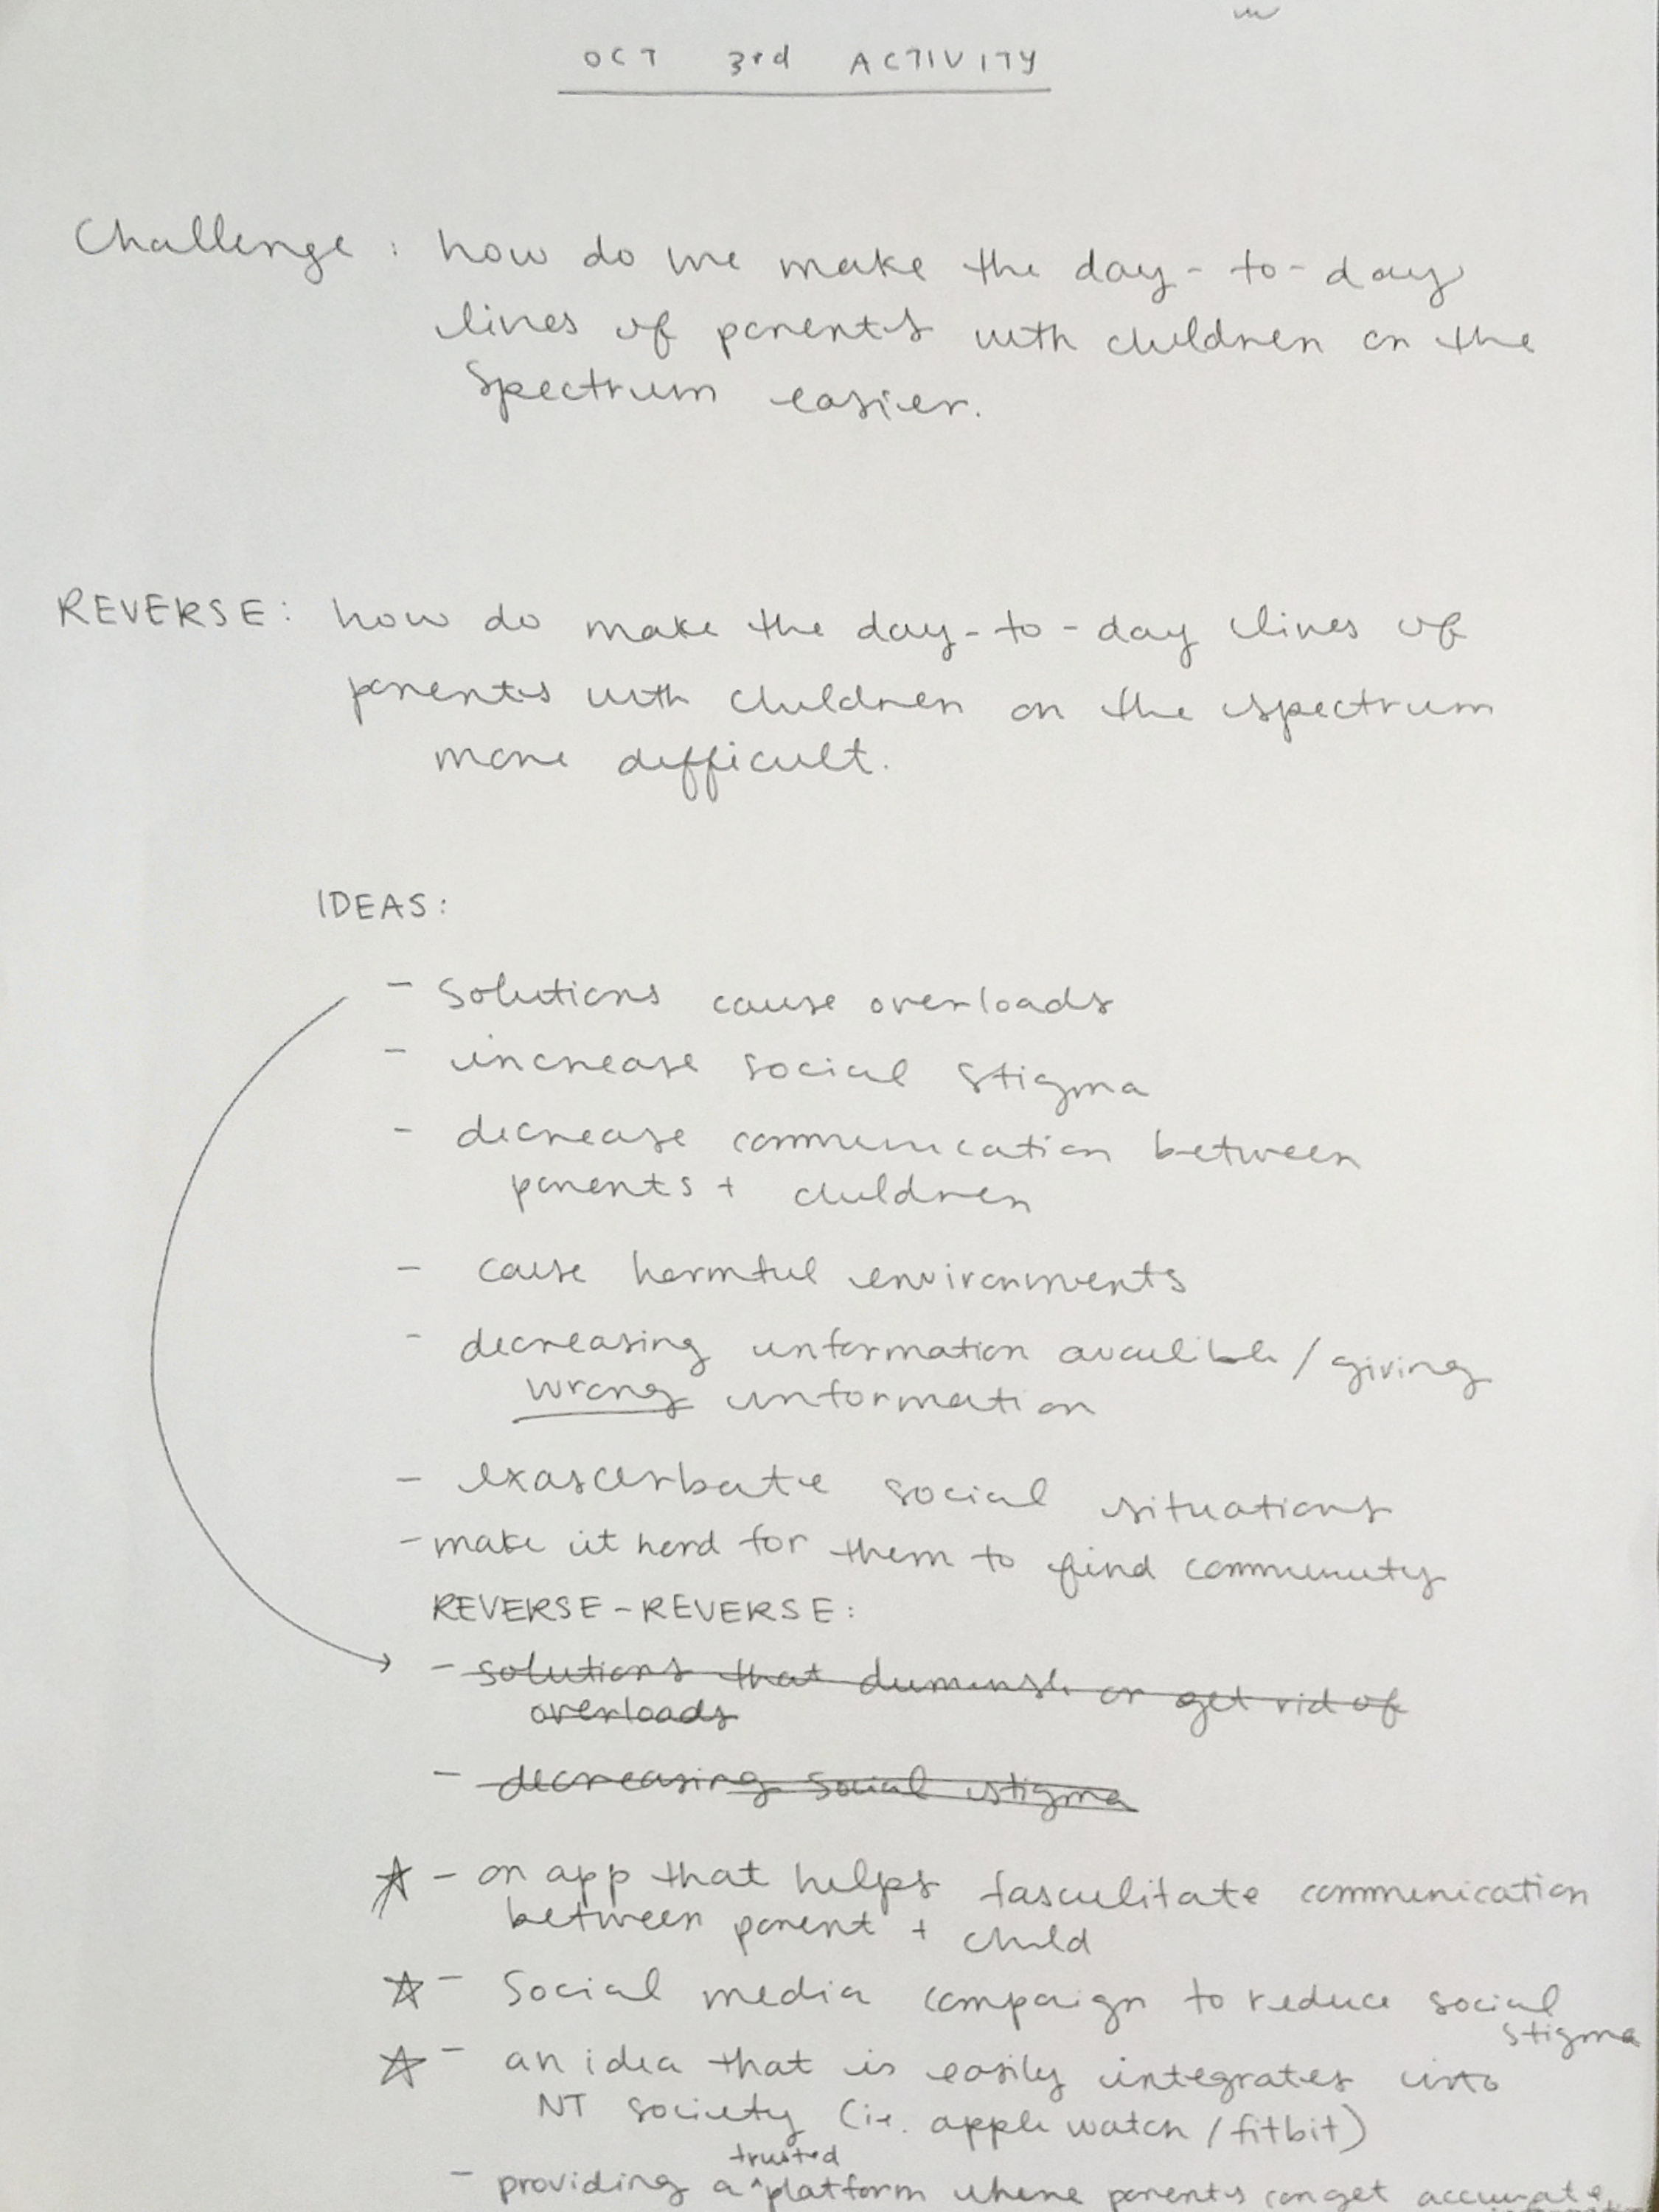 OCT 3rd ACTIVITY
Challenge: how do we make the day-to-day
lives of parents with children on the
spectrum easier.
REVERSE: how do make the day-to-day lives of
parents with children on the spectrum
more difficult.
IDEAS:
- solutions cause overloads
- increase social stigma
- decrease communication between
parents + children
- cause harmful environments
- decreasing information availible / giving
wrong information
- exascerbate social situations
- make it hard for them to find community
REVERSE-REVERSE:
- solutions that diminish or get rid of
overloads
- decreasing social stigma
☆ - an app that helps fascilitate communication
between parent + child
☆ - Social media campaign to reduce social
stigma
☆ - an idea that is easily integrates into
NT society (ie. apple watch / fitbit)
trusted
- providing a ^ platform where parents can get accurate